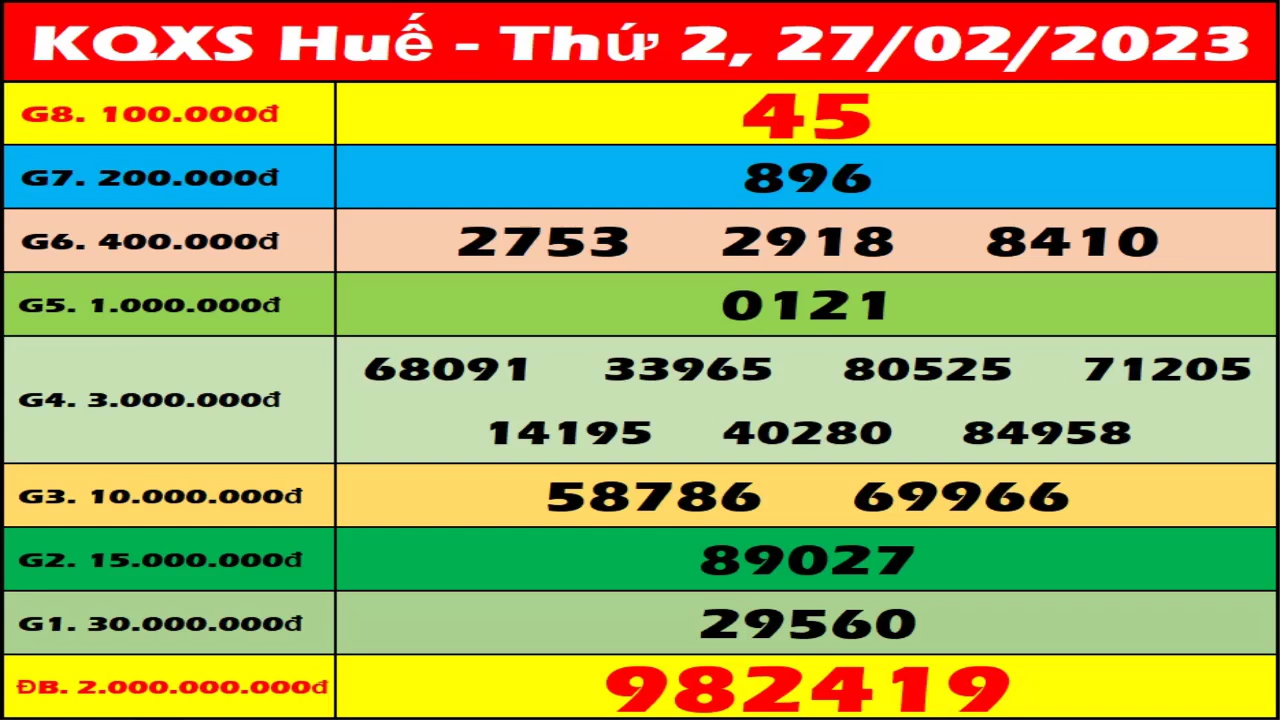 KQXS Huế - Thứ 2, 27/02/2023
G8. 100.000đ 45
G7. 200.000đ 896
G6. 400.000đ 2753 2918 8410
G5. 1.000.000đ 0121
G4. 3.000.000đ 68091 33965 80525 71205
14195 40280 84958
G3. 10.000.000đ 58786 69966
G2. 15.000.000đ 89027
G1. 30.000.000đ 29560
ĐB. 2.000.000.000đ 982419